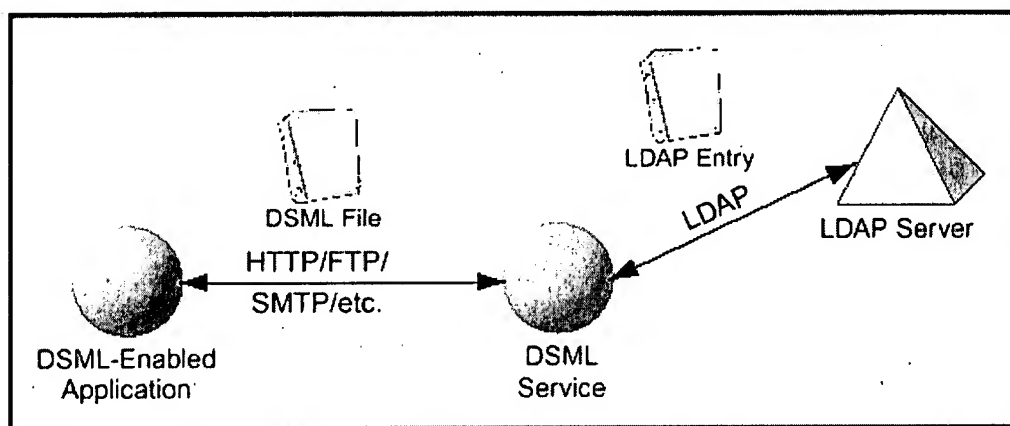 LDAP Entry
DSML File
LDAP
LDAP Server
HTTP/FTP/
SMTP/etc.
DSML-Enabled
Application
DSML
Service